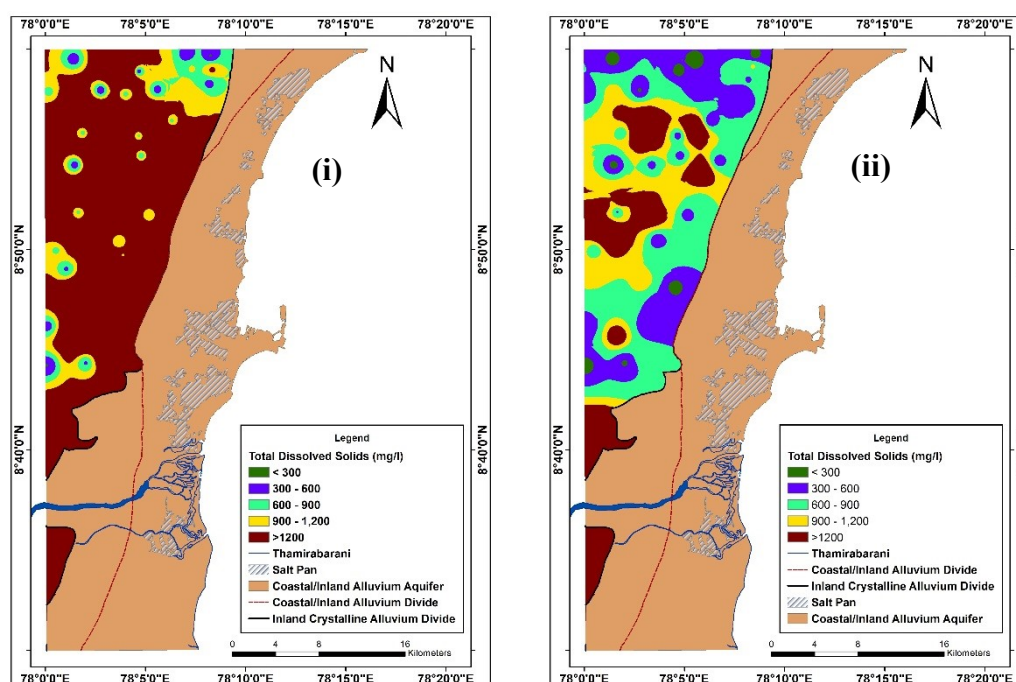 78°0'0"E 78°5'0"E 78°10'0"E 78°15'0"E 78°20'0"E
N
(i)
8°50'0"N
8°40'0"N
8°50'0"N
8°40'0"N
Legend
Total Dissolved Solids (mg/l)
< 300
300 - 600
600 - 900
900 - 1,200
>1200
Thamirabarani
Salt Pan
Coastal/Inland Alluvium Aquifer
Coastal/Inland Alluvium Divide
Inland Crystalline Alluvium Divide
0 4 8 16
Kilometers
78°0'0"E 78°5'0"E 78°10'0"E 78°15'0"E 78°20'0"E
78°0'0"E 78°5'0"E 78°10'0"E 78°15'0"E 78°20'0"E
N
(ii)
8°50'0"N
8°40'0"N
8°50'0"N
8°40'0"N
Legend
Total Dissolved Solids (mg/l)
< 300
300 - 600
600 - 900
900 - 1,200
>1200
Thamirabarani
Coastal/Inland Alluvium Divide
Inland Crystalline Alluvium Divide
Salt Pan
Coastal/Inland Alluvium Aquifer
0 4 8 16
Kilometers
78°0'0"E 78°5'0"E 78°10'0"E 78°15'0"E 78°20'0"E